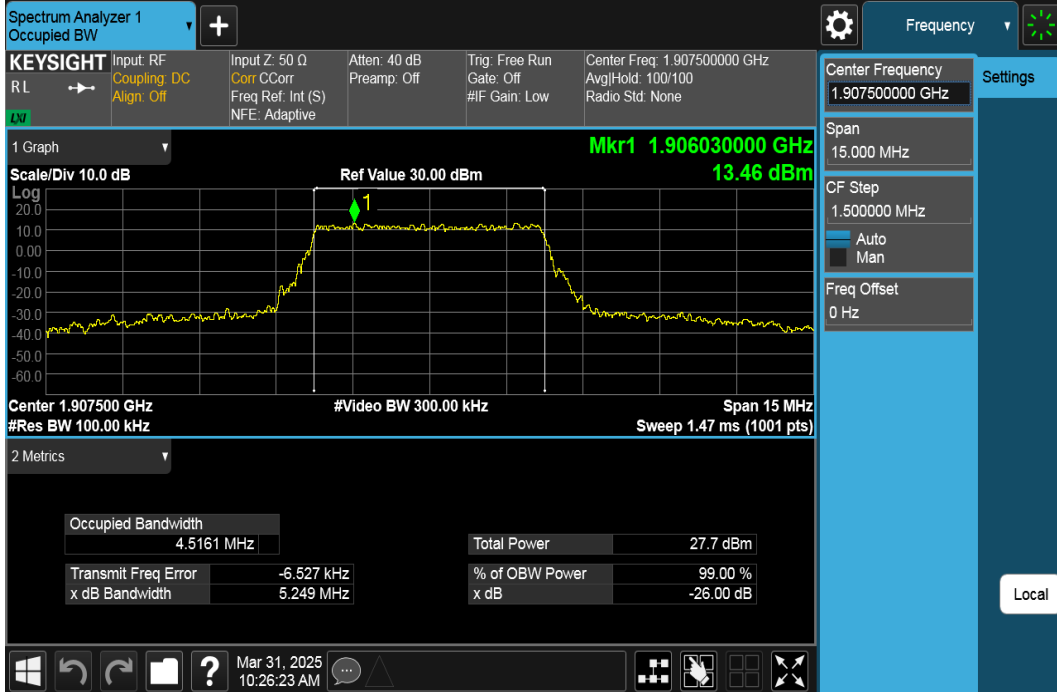 Spectrum Analyzer 1
Occupied BW
+
Frequency
KEYSIGHT
RL
LXI
Input: RF
Coupling: DC
Align: Off
Input Z: 50 Ω
Corr CCorr
Freq Ref: Int (S)
NFE: Adaptive
Atten: 40 dB
Preamp: Off
Trig: Free Run
Gate: Off
#IF Gain: Low
Center Freq: 1.907500000 GHz
Avg|Hold: 100/100
Radio Std: None
Center Frequency
1.907500000 GHz
Settings
Span
15.000 MHz
CF Step
1.500000 MHz
Auto
Man
Freq Offset
0 Hz
Local
1 Graph
Mkr1 1.906030000 GHz
13.46 dBm
Scale/Div 10.0 dB
Ref Value 30.00 dBm
Log
20.0
10.0
0.00
-10.0
-20.0
-30.0
-40.0
-50.0
-60.0
1
Center 1.907500 GHz
#Video BW 300.00 kHz
Span 15 MHz
#Res BW 100.00 kHz
Sweep 1.47 ms (1001 pts)
2 Metrics
Occupied Bandwidth
4.5161 MHz
Total Power 27.7 dBm
Transmit Freq Error -6.527 kHz
% of OBW Power 99.00 %
x dB Bandwidth 5.249 MHz
x dB -26.00 dB
?
Mar 31, 2025
10:26:23 AM